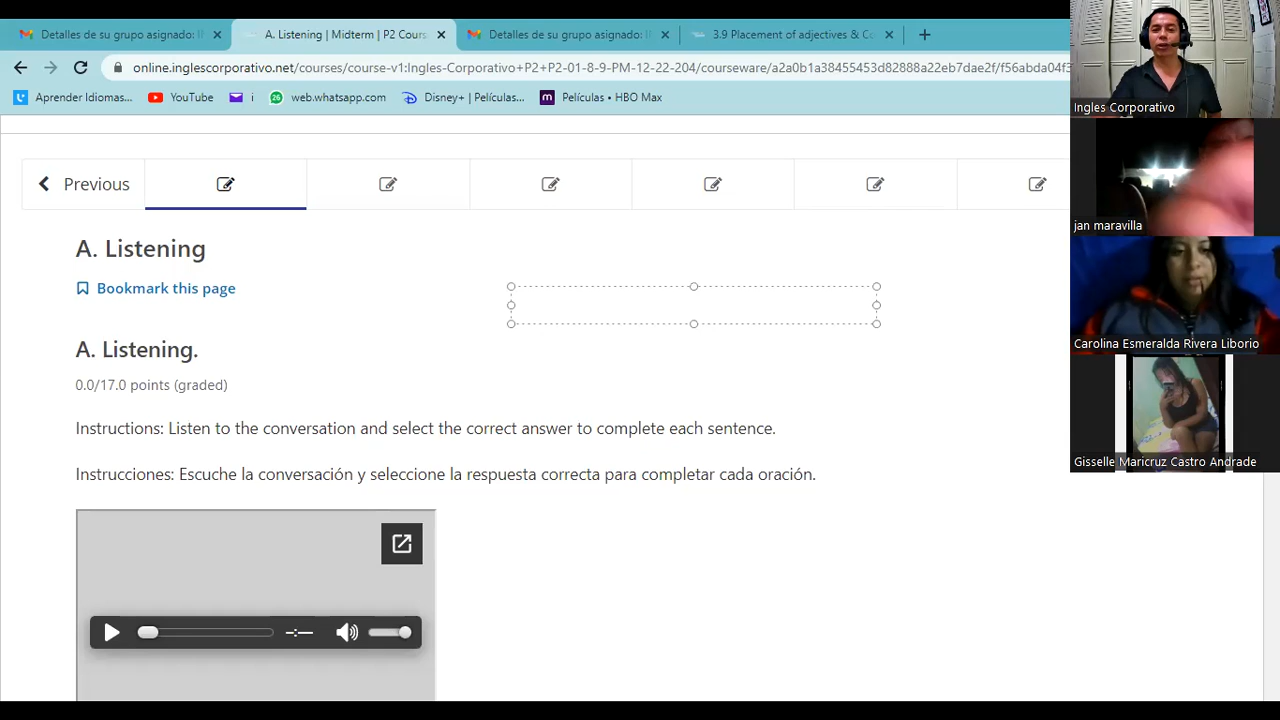 Detalles de su grupo asignado: I
A. Listening | Midterm | P2 Co
grupo asignado: I
3.9 Placement of adjectives & Co
online.inglescorporativo.net/courses/course-v1:Ingles-Corporativo+P2+P2-01-8-9-PM-12-22-204/courseware/a2a0b1a38455453d82888a22eb7dae2f/f56abda04f3
Aprender Idiomas...
YouTube
i
26
web.whatsapp.com
Disney+ | Películas...
Películas • HBO Max
Previous
A. Listening
Bookmark this page
A. Listening.
0.0/17.0 points (graded)
Instructions: Listen to the conversation and select the correct answer to complete each sentence.
Instrucciones: Escuche la conversación y seleccione la respuesta correcta para completar cada oración.
-:--
Ingles Corporativo
jan maravilla
Carolina Esmeralda Rivera Liborio
Gisselle Maricruz Castro Andrade